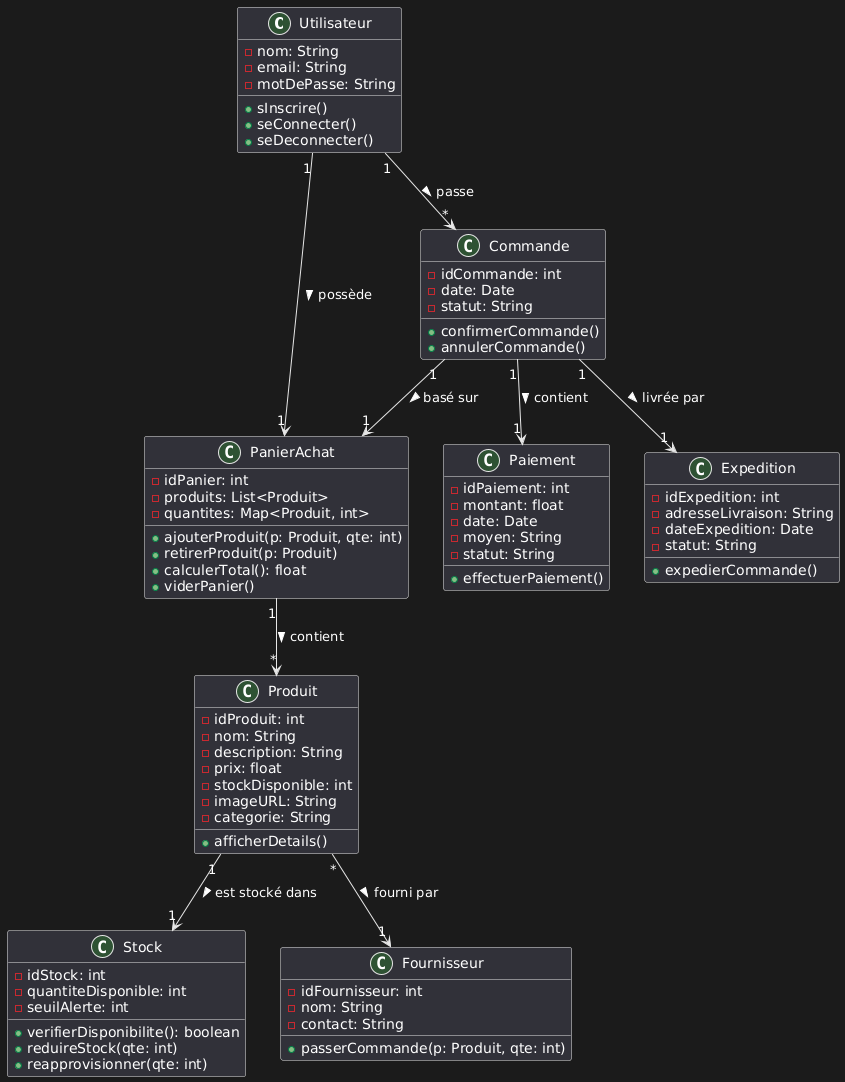 C Utilisateur
nom: String
email: String
motDePasse: String
sInscrire()
seConnecter()
seDeconnecter()
1
1
passe
*
C Commande
idCommande: int
date: Date
statut: String
confirmerCommande()
annulerCommande()
possède
1
1
1
basé sur
contient
livrée par
1
1
1
1
C PanierAchat
idPanier: int
produits: List<Produit>
quantites: Map<Produit, int>
ajouterProduit(p: Produit, qte: int)
retirerProduit(p: Produit)
calculerTotal(): float
viderPanier()
C Paiement
idPaiement: int
montant: float
date: Date
moyen: String
statut: String
effectuerPaiement()
C Expedition
idExpedition: int
adresseLivraison: String
dateExpedition: Date
statut: String
expedierCommande()
1
contient
*
C Produit
idProduit: int
nom: String
description: String
prix: float
stockDisponible: int
imageURL: String
categorie: String
afficherDetails()
1
*
est stocké dans
fourni par
1
1
C Stock
idStock: int
quantiteDisponible: int
seuilAlerte: int
verifierDisponibilite(): boolean
reduireStock(qte: int)
reapprovisionner(qte: int)
C Fournisseur
idFournisseur: int
nom: String
contact: String
passerCommande(p: Produit, qte: int)